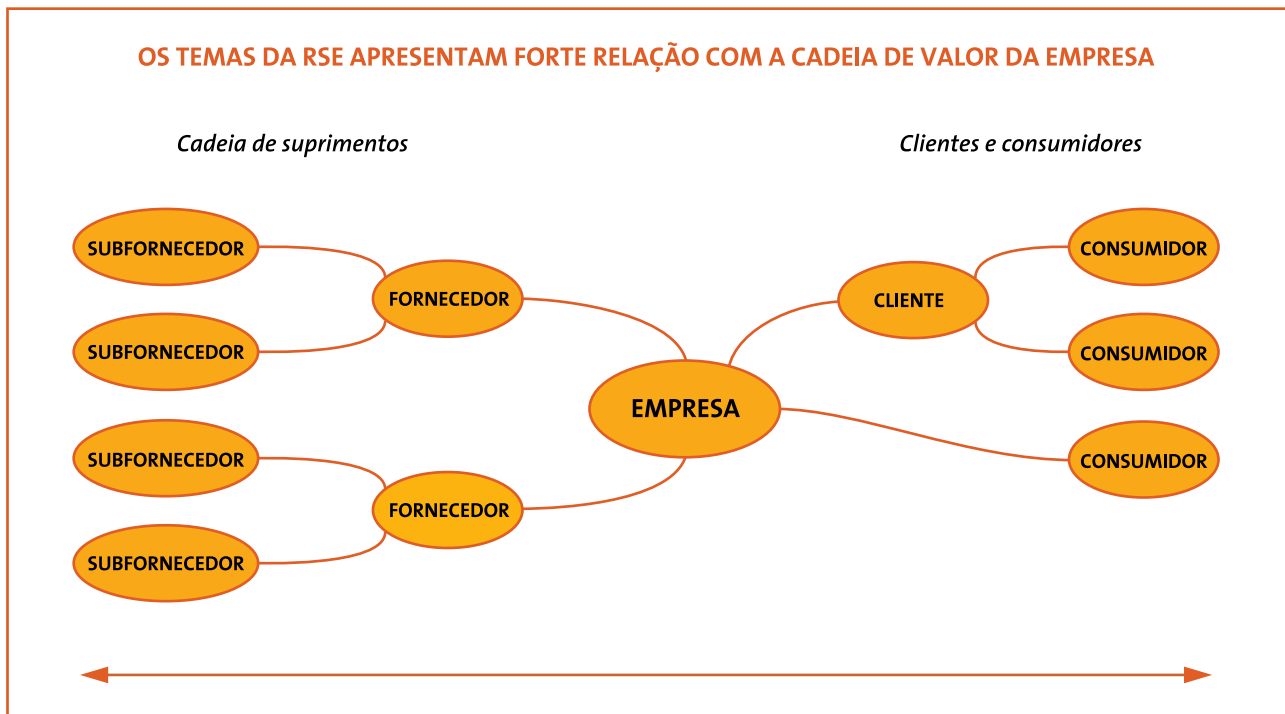 OS TEMAS DA RSE APRESENTAM FORTE RELAÇÃO COM A CADEIA DE VALOR DA EMPRESA
Cadeia de suprimentos
Clientes e consumidores
SUBFORNECEDOR
SUBFORNECEDOR
FORNECEDOR
SUBFORNECEDOR
SUBFORNECEDOR
FORNECEDOR
EMPRESA
CLIENTE
CONSUMIDOR
CONSUMIDOR
CONSUMIDOR